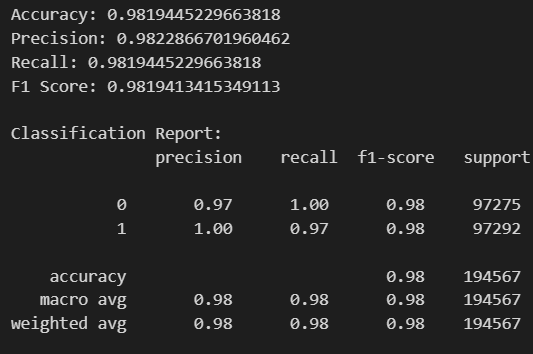 Accuracy: 0.9819445229663818
Precision: 0.9822866701960462
Recall: 0.9819445229663818
F1 Score: 0.9819413415349113
Classification Report:
precision recall f1-score support
0 0.97 1.00 0.98 97275
1 1.00 0.97 0.98 97292
accuracy 0.98 194567
macro avg 0.98 0.98 0.98 194567
weighted avg 0.98 0.98 0.98 194567